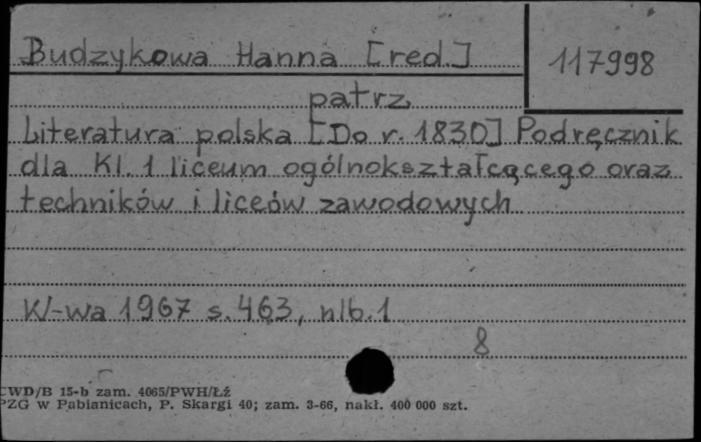 Budzykowa Hanna [red.]
117998
patrz
Literatura polska [Do r. 1830] Podręcznik
dla Kl. 1 liceum ogólnokształcącego oraz
techników i liceów zawodowych
W-wa 1967 s. 463, nlb. 1
8
CWD/B 15-b zam. 4065/PWH/Łź
PZG w Pabianicach, P. Skargi 40; zam. 3-66, nakł. 400 000 szt.